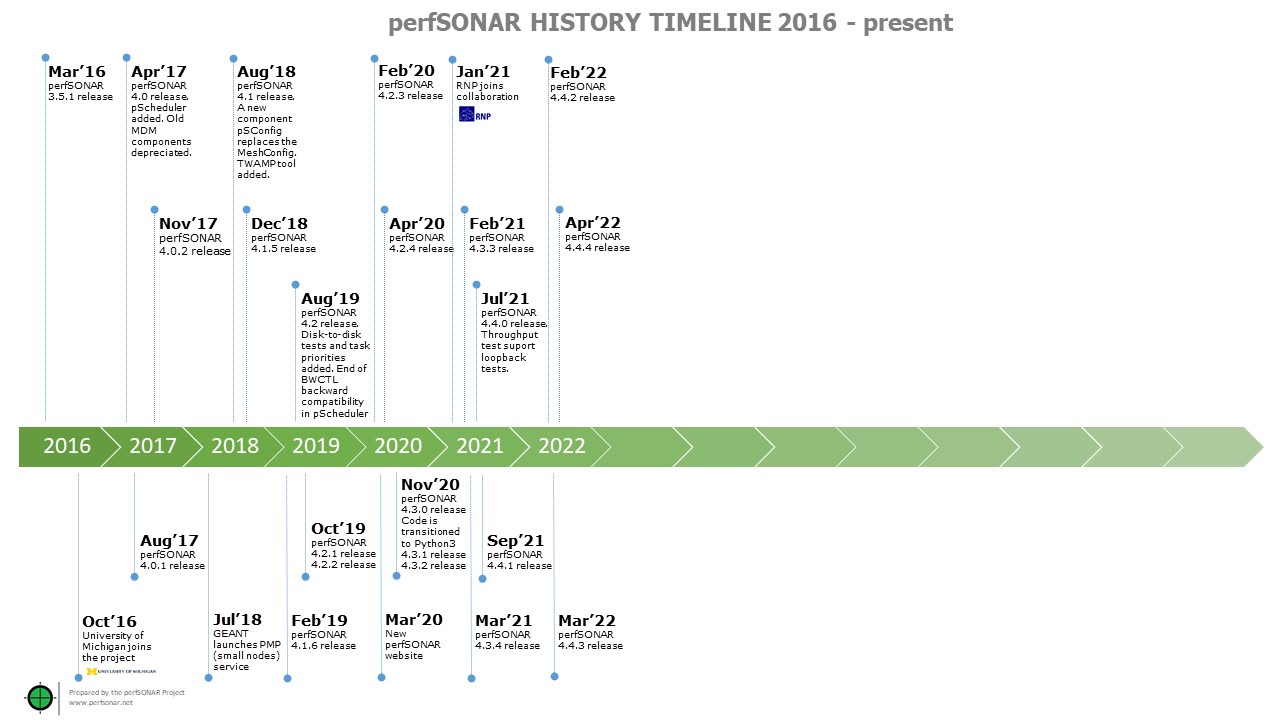 perfSONAR HISTORY TIMELINE 2016 - present
Mar’16
perfSONAR
3.5.1 release
Apr’17
perfSONAR
4.0 release.
pScheduler
added. Old
MDM
components
depreciated.
Aug’18
perfSONAR
4.1 release.
A new
component
pSConfig
replaces the
MeshConfig.
TWAMP tool
added.
Feb’20
perfSONAR
4.2.3 release
Jan’21
RNP joins
collaboration
RNP
Feb’22
perfSONAR
4.4.2 release
Nov’17
perfSONAR
4.0.2 release
Dec’18
perfSONAR
4.1.5 release
Apr’20
perfSONAR
4.2.4 release
Feb’21
perfSONAR
4.3.3 release
Apr’22
perfSONAR
4.4.4 release
Aug’19
perfSONAR
4.2 release.
Disk-to-disk
tests and task
priorities
added. End of
BWCTL
backward
compatibility
in pScheduler
Jul’21
perfSONAR
4.4.0 release.
Throughput
test suport
loopback
tests.
2016
2017
2018
2019
2020
2021
2022
Aug’17
perfSONAR
4.0.1 release
Oct’19
perfSONAR
4.2.1 release
4.2.2 release
Nov’20
perfSONAR
4.3.0 release
Code is
transitioned
to Python3
4.3.1 release
4.3.2 release
Sep’21
perfSONAR
4.4.1 release
Oct’16
University of
Michigan joins
the project
M UNIVERSITY OF MICHIGAN
Jul’18
GEANT
launches PMP
(small nodes)
service
Feb’19
perfSONAR
4.1.6 release
Mar’20
New
perfSONAR
website
Mar’21
perfSONAR
4.3.4 release
Mar’22
perfSONAR
4.4.3 release
Prepared by the perfSONAR Project
www.perfsonar.net